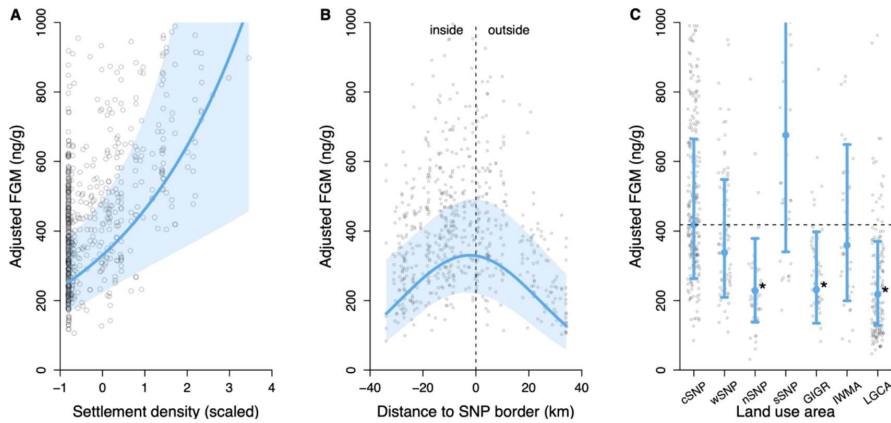 A
Adjusted FGM (ng/g)
1000
800
600
400
200
0
−1
0
1
2
3
4
Settlement density (scaled)
B
inside
outside
Adjusted FGM (ng/g)
1000
800
600
400
200
0
−40
−20
0
20
40
Distance to SNP border (km)
C
Adjusted FGM (ng/g)
1000
800
600
400
200
0
*
*
*
cSNP
wSNP
nSNP
sSNP
GIGR
IWMA
LGCA
Land use area